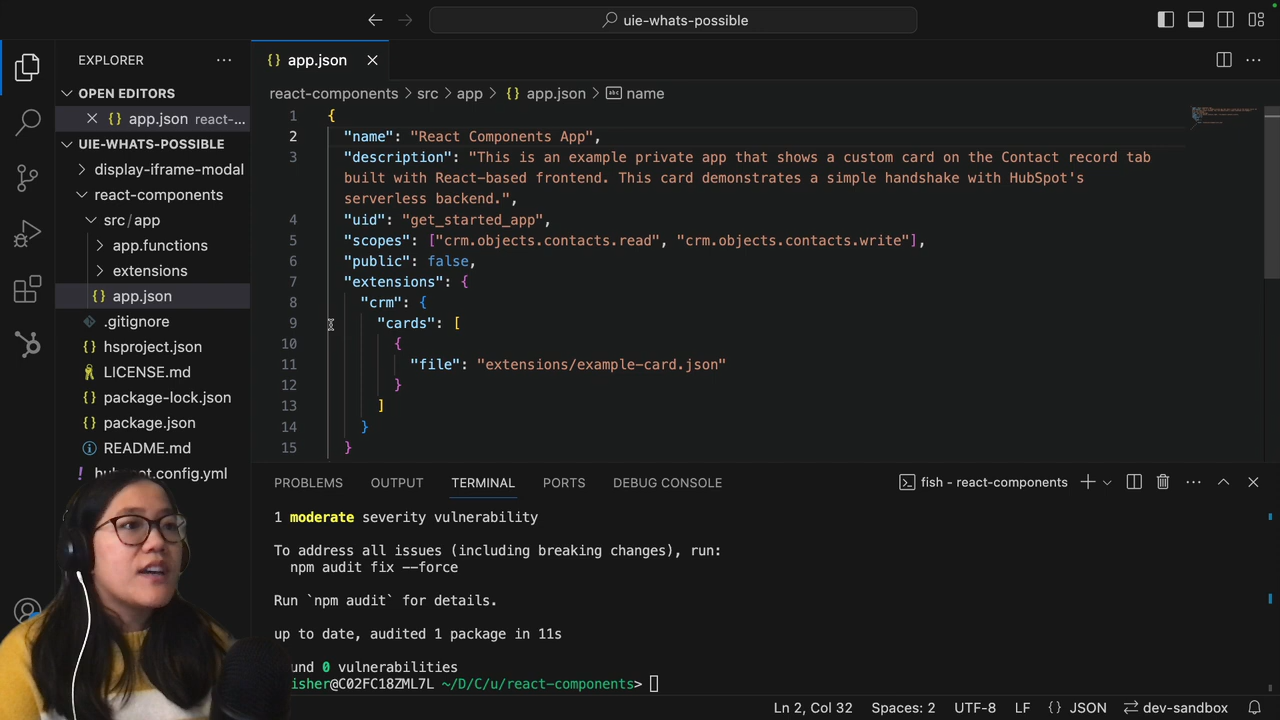 uie-whats-possible
EXPLORER
OPEN EDITORS
app.json react-...
UIE-WHATS-POSSIBLE
display-iframe-modal
react-components
src/app
app.functions
extensions
{} app.json
.gitignore
{} hsproject.json
LICENSE.md
{} package-lock.json
{} package.json
README.md
config.yml
{} app.json
react-components > src > app > {} app.json > abc name
1 {
2 "name": "React Components App",
3 "description": "This is an example private app that shows a custom card on the Contact record tab
built with React-based frontend. This card demonstrates a simple handshake with HubSpot's
serverless backend.",
4 "uid": "get_started_app",
5 "scopes": ["crm.objects.contacts.read", "crm.objects.contacts.write"],
6 "public": false,
7 "extensions": {
8 "crm": {
9 "cards": [
10 {
11 "file": "extensions/example-card.json"
12 }
13 ]
14 }
15 }
PROBLEMS OUTPUT TERMINAL PORTS DEBUG CONSOLE
fish - react-components
1 moderate severity vulnerability
To address all issues (including breaking changes), run:
npm audit fix --force
Run `npm audit` for details.
up to date, audited 1 package in 11s
und 0 vulnerabilities
isher@C02FC18ZML7L ~/D/C/u/react-components>
Ln 2, Col 32 Spaces: 2 UTF-8 LF {} JSON dev-sandbox